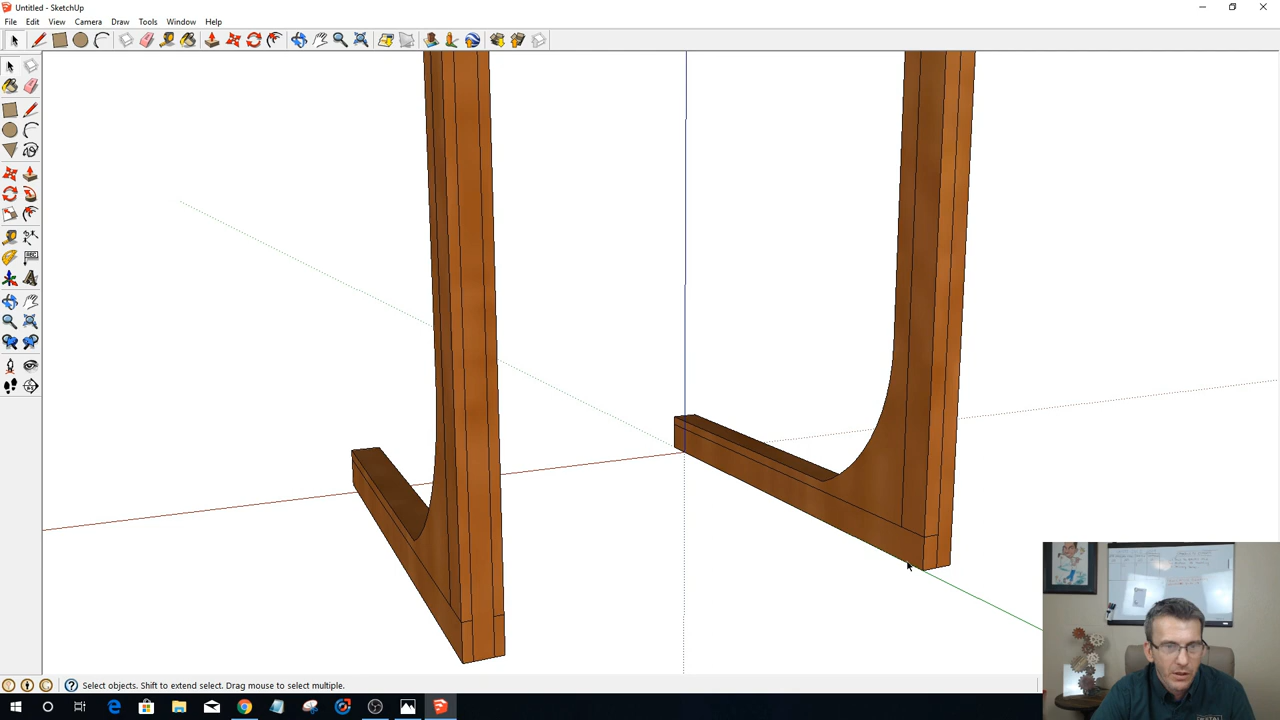 Untitled - SketchUp
File Edit View Camera Draw Tools Window Help
ABC
Select objects. Shift to extend select. Drag mouse to select multiple.